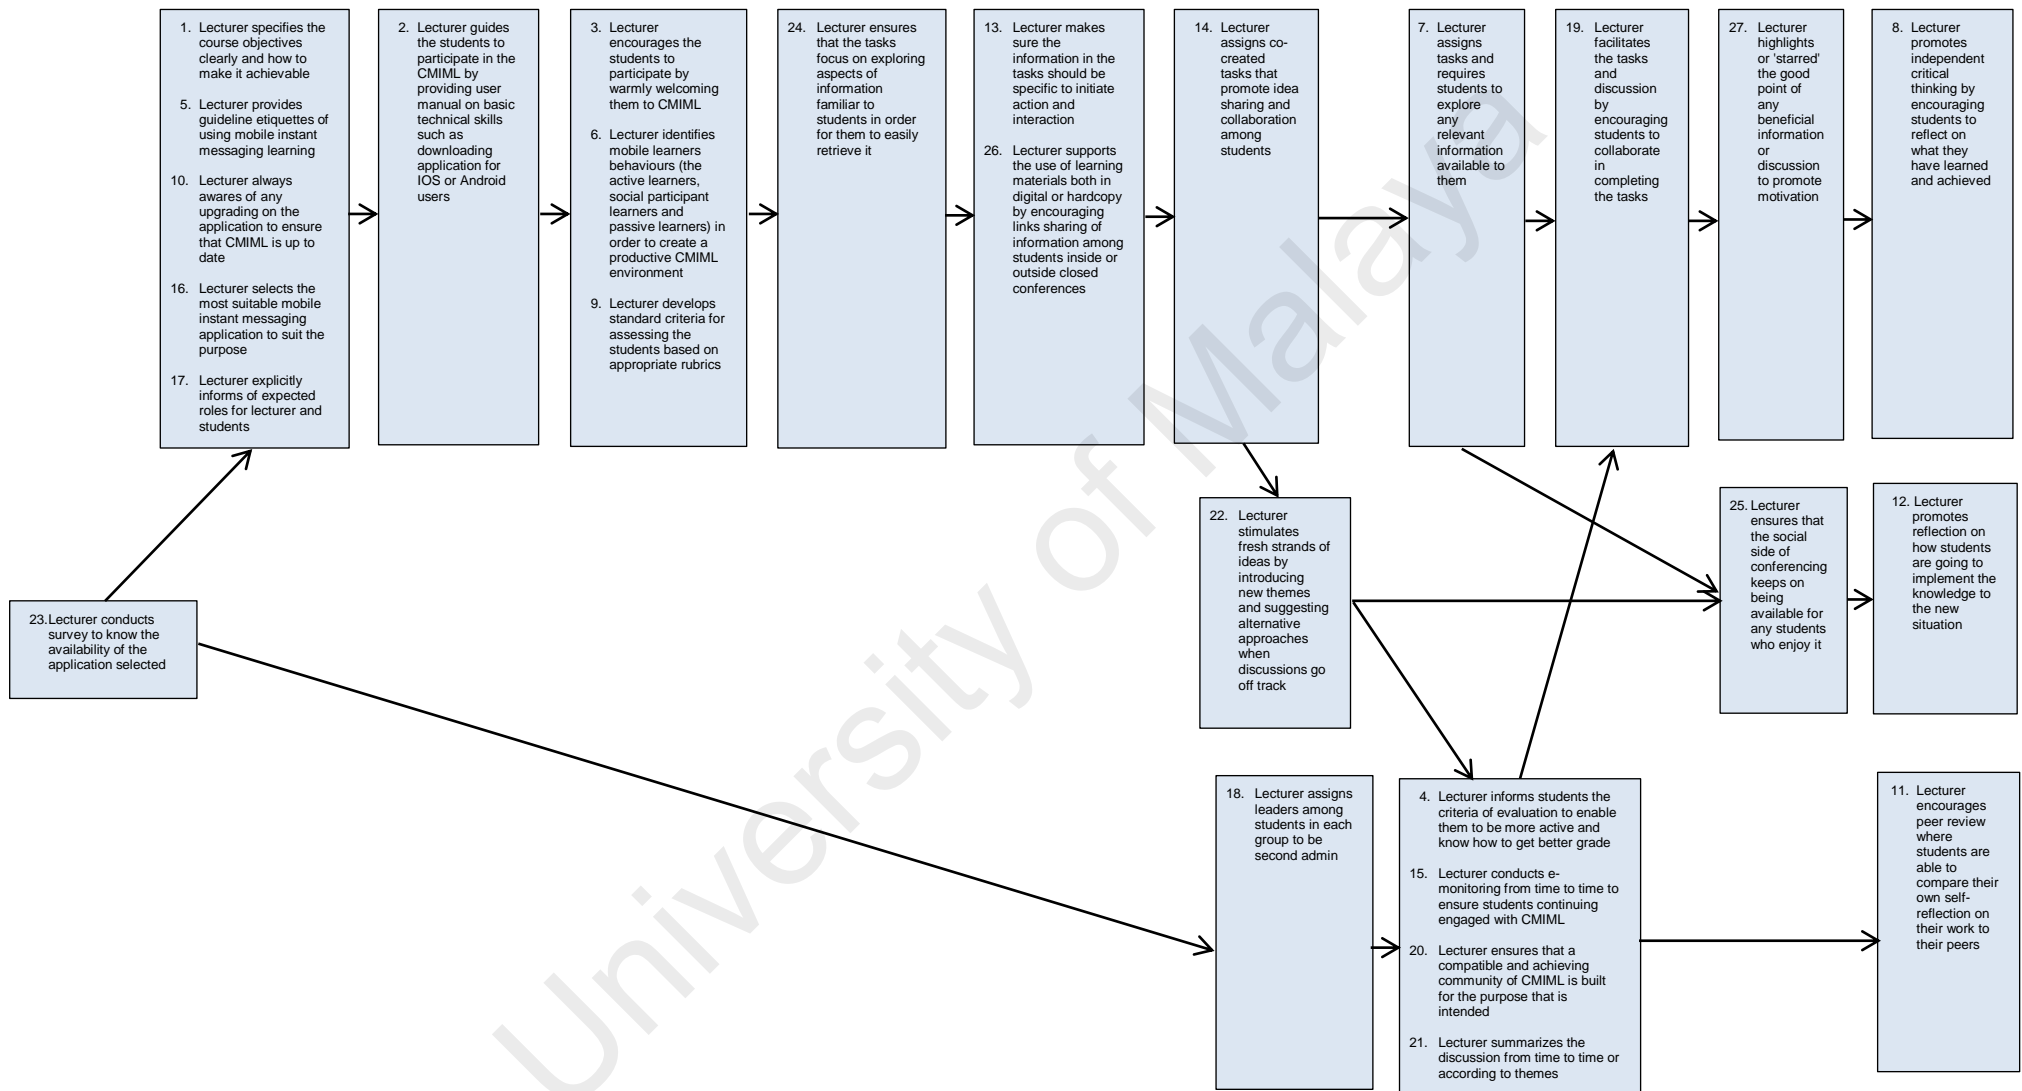 1. Lecturer specifies the
course objectives
clearly and how to
make it achievable
5. Lecturer provides
guideline etiquettes of
using mobile instant
messaging learning
10. Lecturer always
awares of any
upgrading on the
application to ensure
that CMIML is up to
date
16. Lecturer selects the
most suitable mobile
instant messaging
application to suit the
purpose
17. Lecturer explicitly
informs of expected
roles for lecturer and
students
2. Lecturer guides
the students to
participate in the
CMIML by
providing user
manual on basic
technical skills
such as
downloading
application for
IOS or Android
users
3. Lecturer
encourages the
students to
participate by
warmly welcoming
them to CMIML
6. Lecturer identifies
mobile learners
behaviours (the
active learners,
social participant
learners and
passive learners) in
order to create a
productive CMIML
environment
9. Lecturer develops
standard criteria for
assessing the
students based on
appropriate rubrics
24. Lecturer ensures
that the tasks
focus on exploring
aspects of
information
familiar to
students in order
for them to easily
retrieve it
13. Lecturer makes
sure the
information in the
tasks should be
specific to initiate
action and
interaction
26. Lecturer supports
the use of learning
materials both in
digital or hardcopy
by encouraging
links sharing of
information among
students inside or
outside closed
conferences
14. Lecturer
assigns co-
created
tasks that
promote idea
sharing and
collaboration
among
students
7. Lecturer
assigns
tasks and
requires
students to
explore
any
relevant
information
available to
them
19. Lecturer
facilitates
the tasks
and
discussion
by
encouraging
students to
collaborate
in
completing
the tasks
27. Lecturer
highlights
or 'starred'
the good
point of
any
beneficial
information
or
discussion
to promote
motivation
8. Lecturer
promotes
independent
critical
thinking by
encouraging
students to
reflect on
what they
have learned
and achieved
23.Lecturer conducts
survey to know the
availability of the
application selected
22. Lecturer
stimulates
fresh strands of
ideas by
introducing
new themes
and suggesting
alternative
approaches
when
discussions go
off track
25.Lecturer
ensures that
the social
side of
conferencing
keeps on
being
available for
any students
who enjoy it
12. Lecturer
promotes
reflection on
how students
are going to
implement the
knowledge to
the new
situation
18. Lecturer assigns
leaders among
students in each
group to be
second admin
4. Lecturer informs students the
criteria of evaluation to enable
them to be more active and
know how to get better grade
15. Lecturer conducts e-
monitoring from time to time to
ensure students continuing
engaged with CMIML
20. Lecturer ensures that a
compatible and achieving
community of CMIML is built
for the purpose that is
intended
21. Lecturer summarizes the
discussion from time to time or
according to themes
11. Lecturer
encourages
peer review
where
students are
able to
compare their
own self-
reflection on
their work to
their peers
University of Malaya